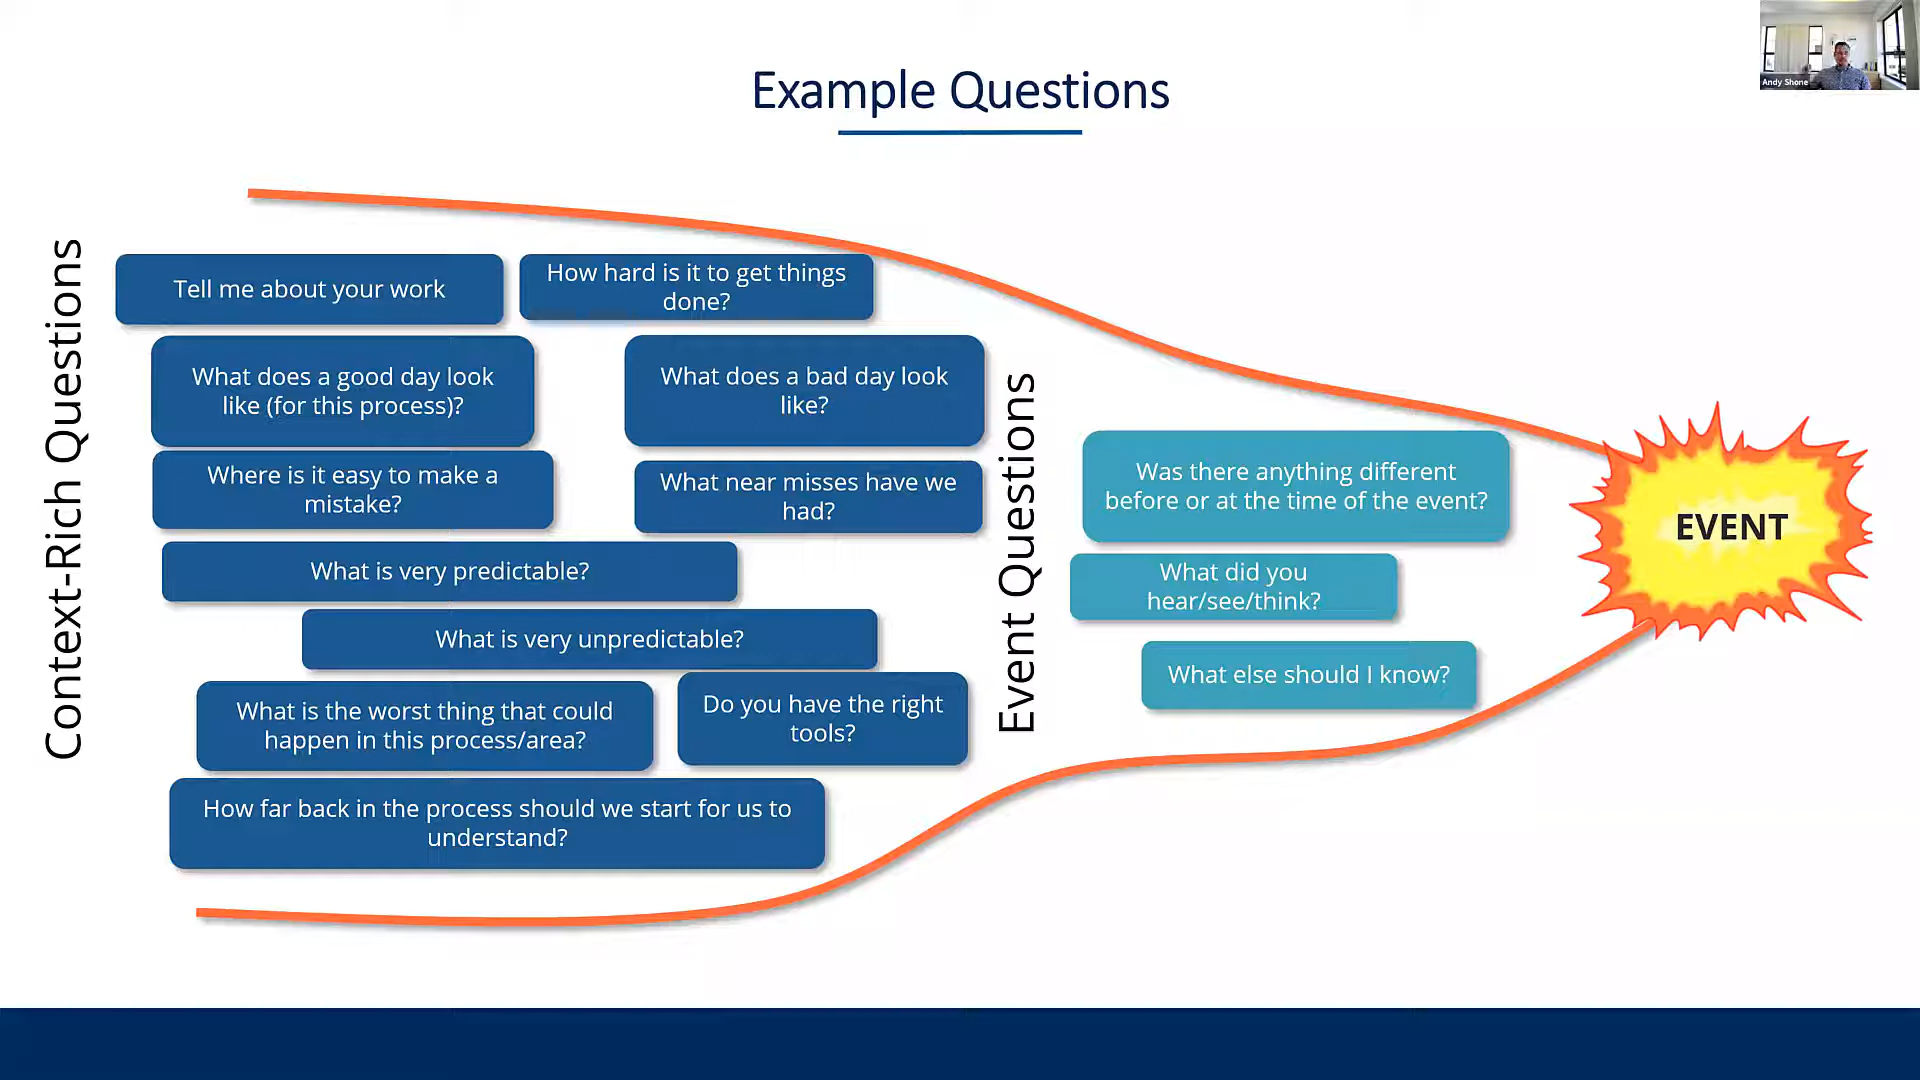 Andy Shone
Example Questions
Context-Rich Questions
Tell me about your work
How hard is it to get things
done?
What does a good day look
like (for this process)?
What does a bad day look
like?
Where is it easy to make a
mistake?
What near misses have we
had?
What is very predictable?
What is very unpredictable?
What is the worst thing that could
happen in this process/area?
Do you have the right
tools?
How far back in the process should we start for us to
understand?
Event Questions
Was there anything different
before or at the time of the event?
What did you
hear/see/think?
What else should I know?
EVENT